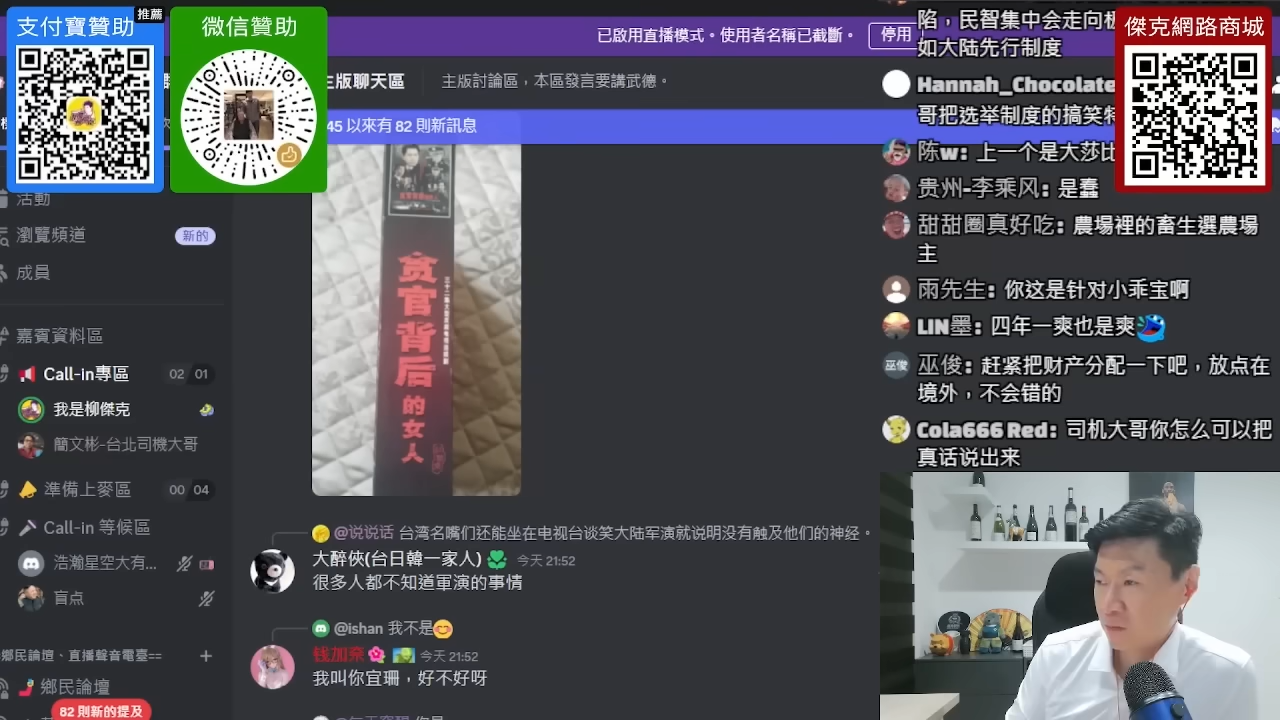 支付寶贊助
推薦
微信贊助
已啟用直播模式。使用者名稱已截斷。
停用
主版聊天區
主版討論區，本區發言要講武德。
45 以來有 82 則新訊息
活動
瀏覽頻道
新的
成員
嘉賓資料區
Call-in專區
02 01
我是柳傑克
簡文彬-台北司機大哥
準備上麥區
00 04
Call-in 等候區
浩瀚星空大有...
盲点
鄉民論壇、直播聲音電臺==
鄉民論壇
82 則新的提及
贪官背后的女人
@说说话 台湾名嘴们还能坐在电视台谈笑大陆军演就说明没有触及他们的神经。
大醉俠(台日韓一家人) 今天 21:52
很多人都不知道軍演的事情
@ishan 我不是
钱加奈 今天 21:52
我叫你宜珊，好不好呀
傑克網路商城
陷，民智集中会走向极
如大陆先行制度
Hannah_Chocolate
哥把选举制度的搞笑特
陈w: 上一个是大莎比
贵州-李乘风: 是蠢
甜甜圈真好吃: 農場裡的畜生選農場
主
雨先生: 你这是针对小乖宝啊
LIN墨: 四年一爽也是爽
巫俊
巫俊: 赶紧把财产分配一下吧，放点在
境外，不会错的
Cola666 Red: 司机大哥你怎么可以把
真话说出来